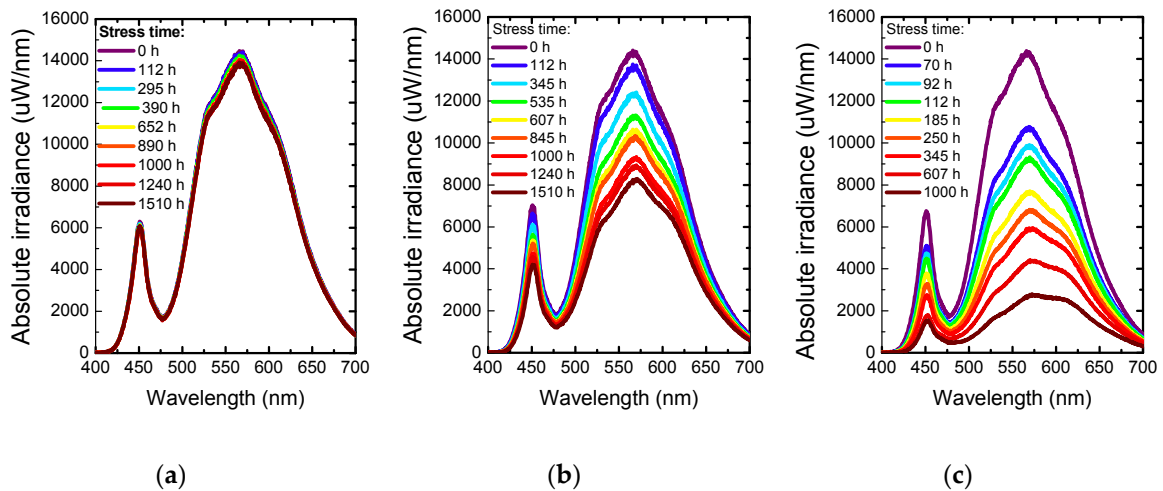 Absolute irradiance (uW/nm)
16000
14000
12000
10000
8000
6000
4000
2000
0
Stress time:
0 h
112 h
295 h
390 h
652 h
890 h
1000 h
1240 h
1510 h
400 450 500 550 600 650 700
Wavelength (nm)
(a)
Absolute irradiance (uW/nm)
16000
14000
12000
10000
8000
6000
4000
2000
0
Stress time:
0 h
112 h
345 h
535 h
607 h
845 h
1000 h
1240 h
1510 h
400 450 500 550 600 650 700
Wavelength (nm)
(b)
Absolute irradiance (uW/nm)
16000
14000
12000
10000
8000
6000
4000
2000
0
Stress time:
0 h
70 h
92 h
112 h
185 h
250 h
345 h
607 h
1000 h
400 450 500 550 600 650 700
Wavelength (nm)
(c)